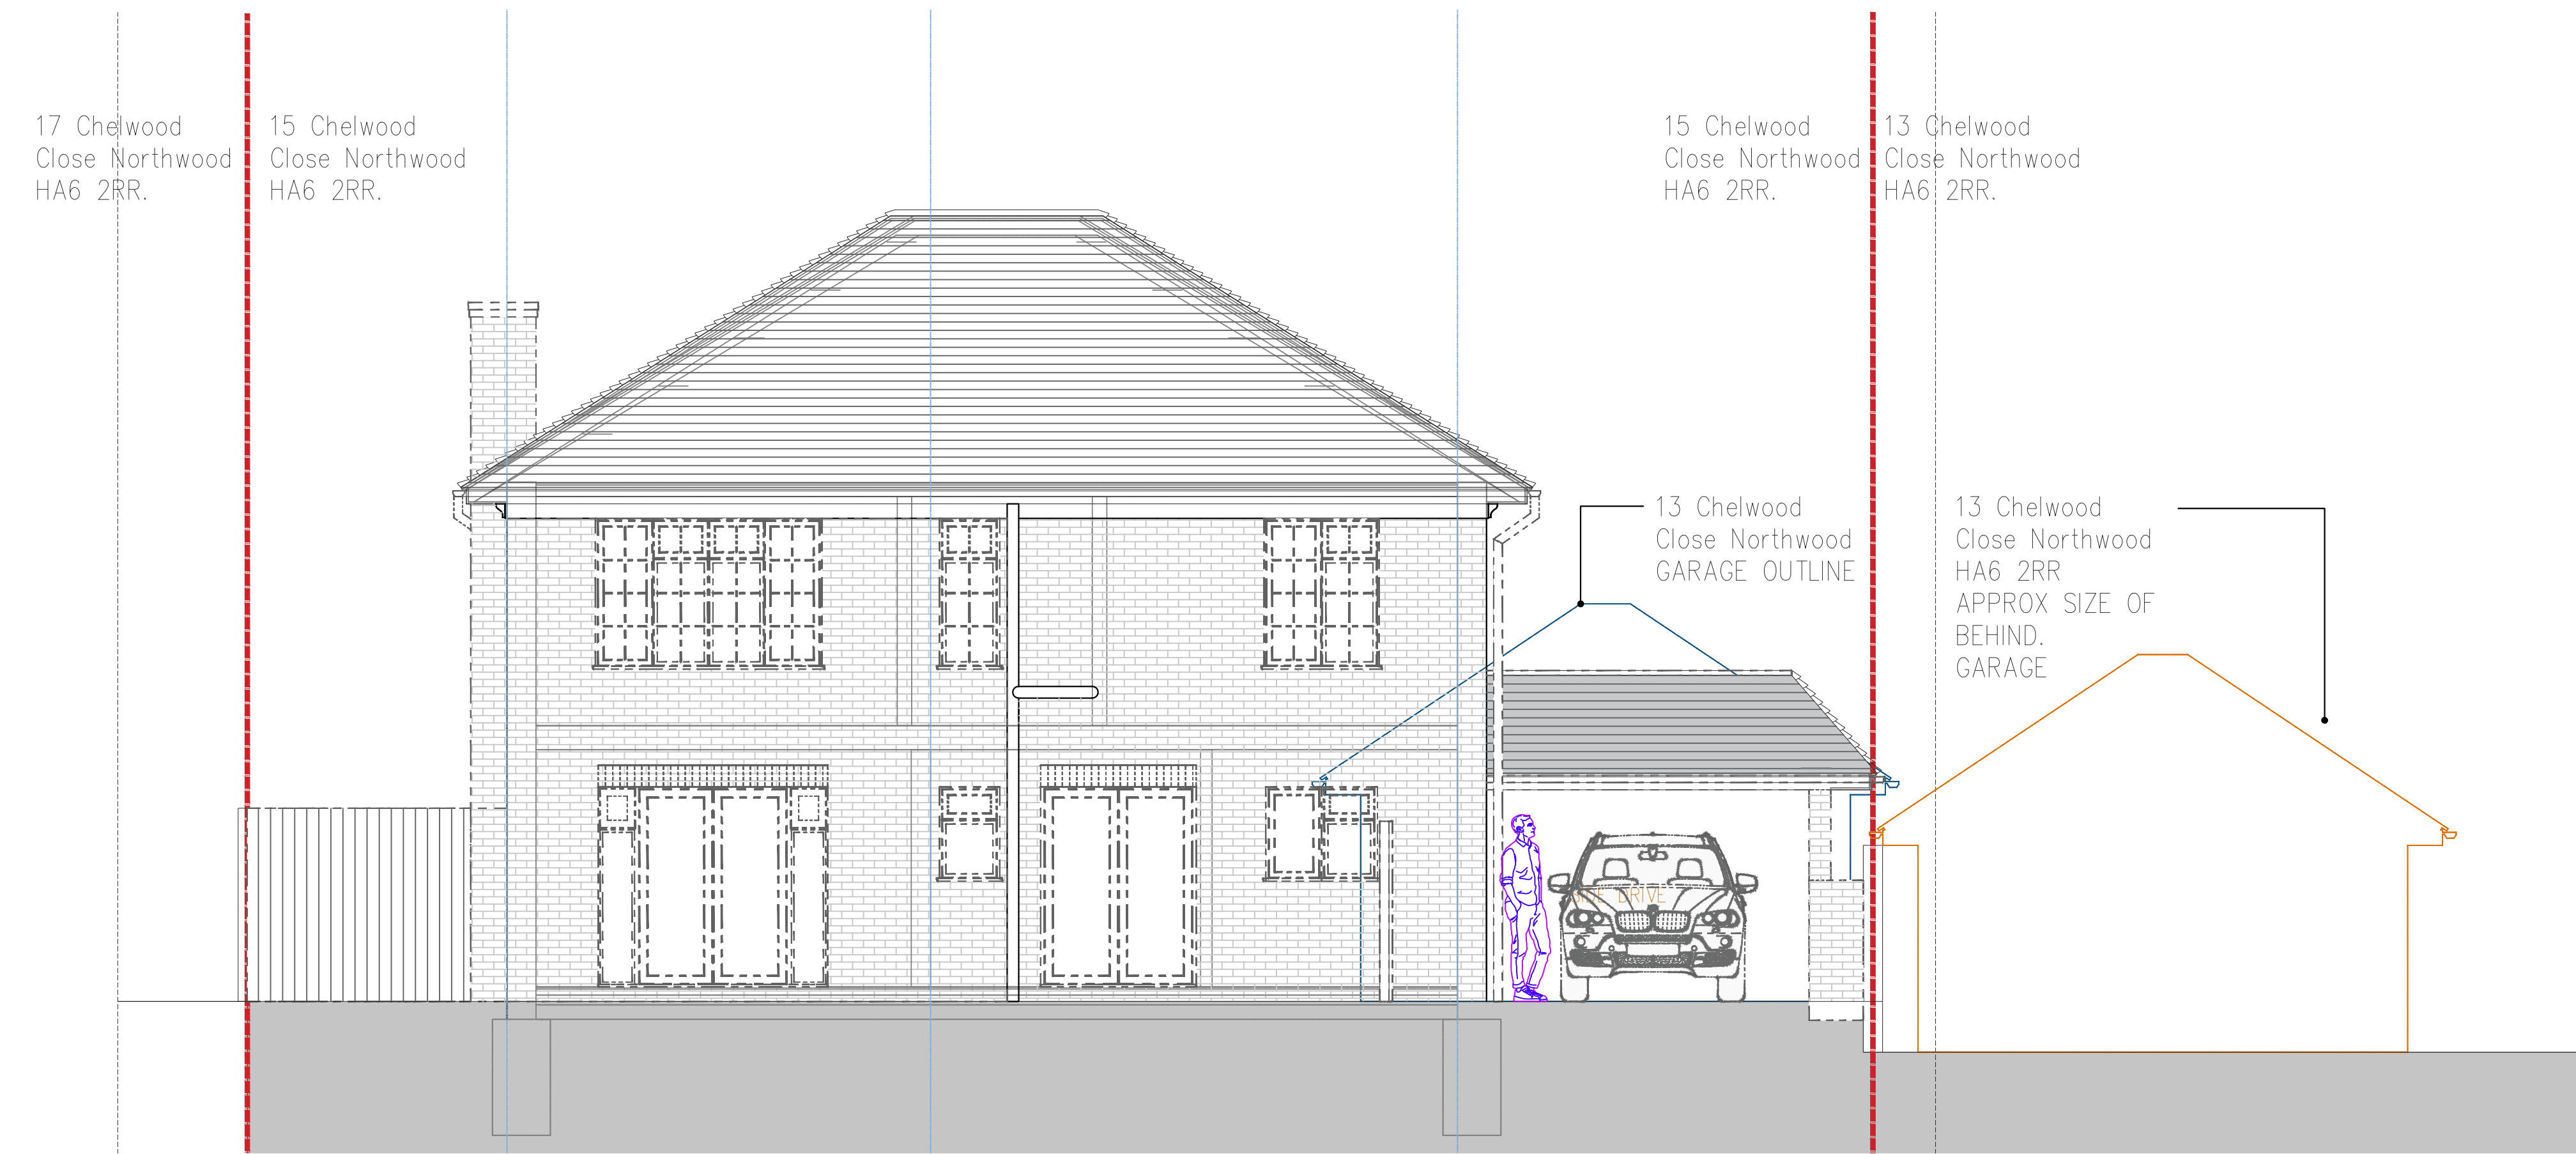 17 Chelwood
Close Northwood
HA6 2RR.
15 Chelwood
Close Northwood
HA6 2RR.
15 Chelwood
Close Northwood
HA6 2RR.
13 Chelwood
Close Northwood
HA6 2RR.
13 Chelwood
Close Northwood
GARAGE OUTLINE
13 Chelwood
Close Northwood
HA6 2RR
APPROX SIZE OF
BEHIND.
GARAGE
SIDE DRIVE